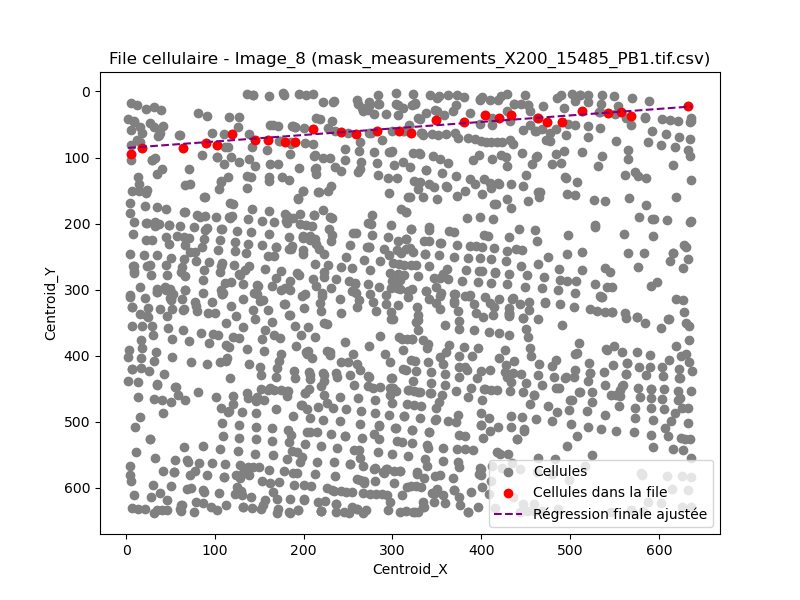 File cellulaire - Image_8 (mask_measurements_X200_15485_PB1.tif.csv)
0
100
200
300
400
500
600
Centroid_Y
0
100
200
300
400
500
600
Centroid_X
Cellules
Cellules dans la file
Régression finale ajustée